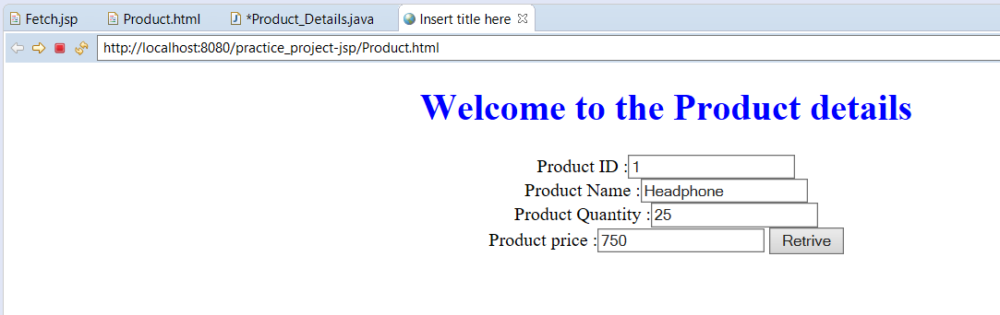 Fetch.jsp Product.html *Product_Details.java Insert title here
http://localhost:8080/practice_project-jsp/Product.html
Welcome to the Product details
Product ID :1
Product Name :Headphone
Product Quantity :25
Product price :750 Retrive